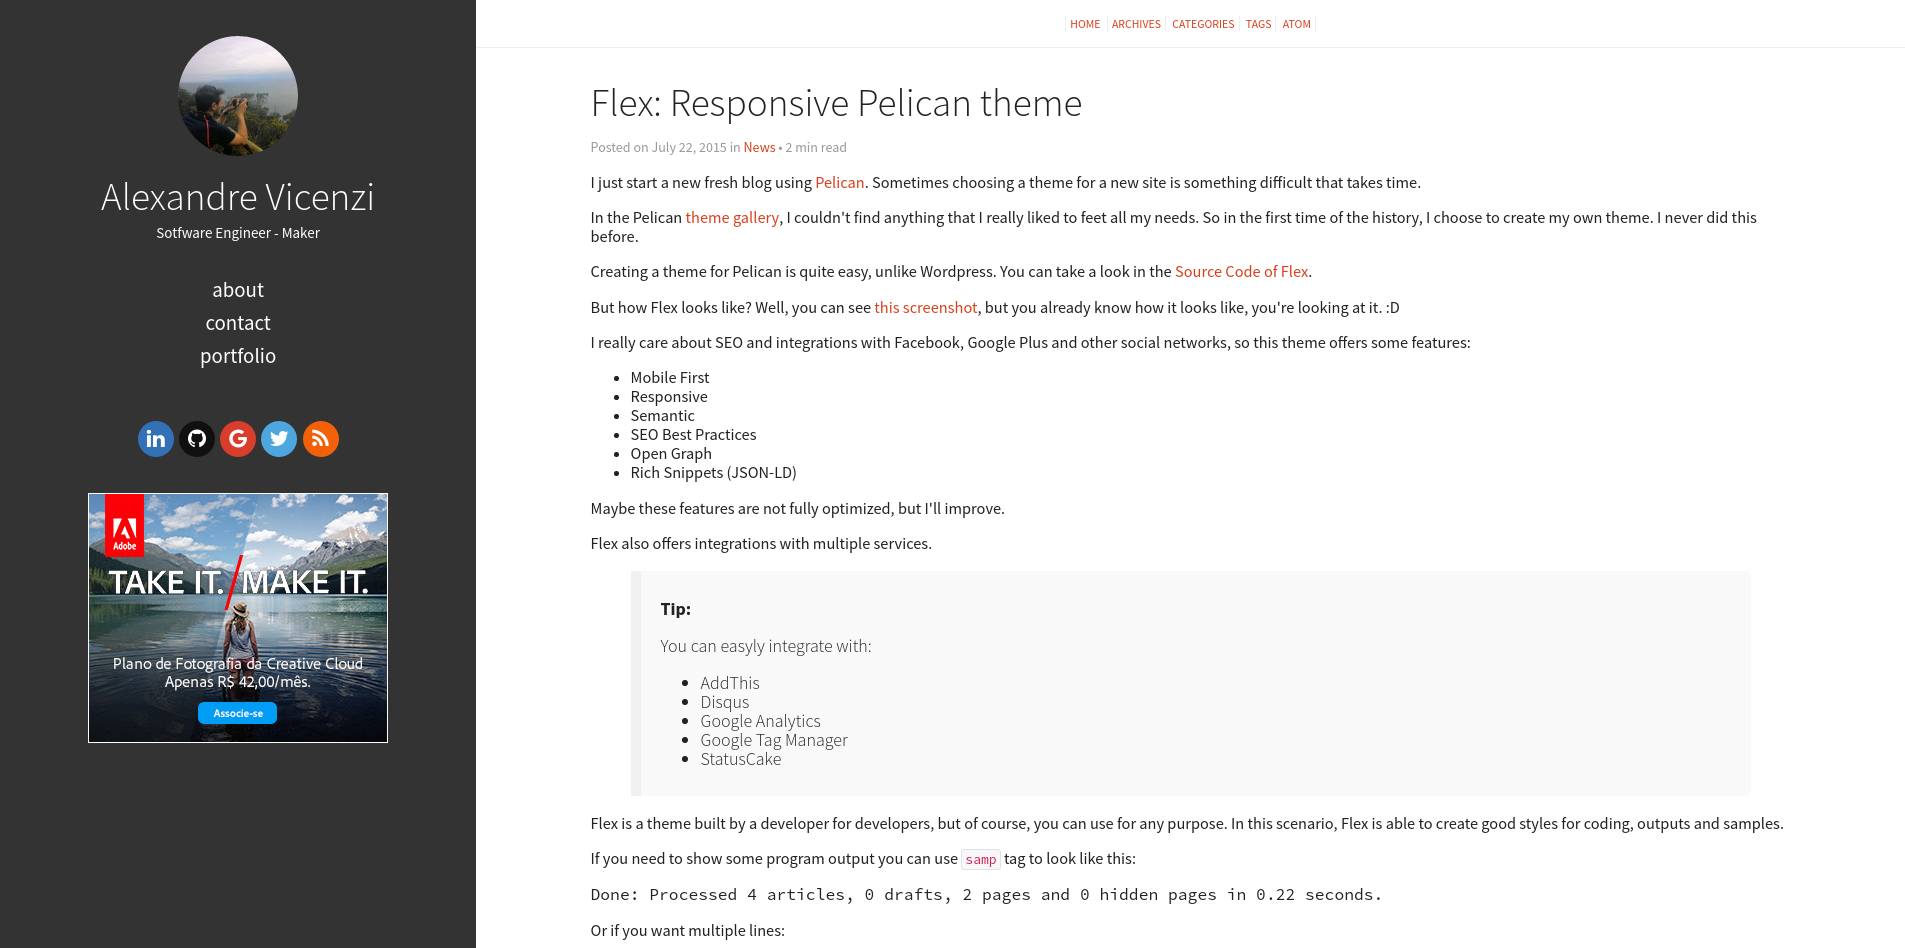 HOME
ARCHIVES
CATEGORIES
TAGS
ATOM
Alexandre Vicenzi
Sotfware Engineer - Maker
about
contact
portfolio
in
G
Adobe
TAKE IT. / MAKE IT.
Plano de Fotografia da Creative Cloud
Apenas R$ 42,00/mês.
Associe-se
Flex: Responsive Pelican theme
Posted on July 22, 2015 in News • 2 min read
I just start a new fresh blog using Pelican. Sometimes choosing a theme for a new site is something difficult that takes time.
In the Pelican theme gallery, I couldn't find anything that I really liked to feet all my needs. So in the first time of the history, I choose to create my own theme. I never did this
before.
Creating a theme for Pelican is quite easy, unlike Wordpress. You can take a look in the Source Code of Flex.
But how Flex looks like? Well, you can see this screenshot, but you already know how it looks like, you're looking at it. :D
I really care about SEO and integrations with Facebook, Google Plus and other social networks, so this theme offers some features:
• Mobile First
• Responsive
• Semantic
• SEO Best Practices
• Open Graph
• Rich Snippets (JSON-LD)
Maybe these features are not fully optimized, but I'll improve.
Flex also offers integrations with multiple services.
Tip:
You can easyly integrate with:
• AddThis
• Disqus
• Google Analytics
• Google Tag Manager
• StatusCake
Flex is a theme built by a developer for developers, but of course, you can use for any purpose. In this scenario, Flex is able to create good styles for coding, outputs and samples.
If you need to show some program output you can use samp tag to look like this:
Done: Processed 4 articles, 0 drafts, 2 pages and 0 hidden pages in 0.22 seconds.
Or if you want multiple lines: